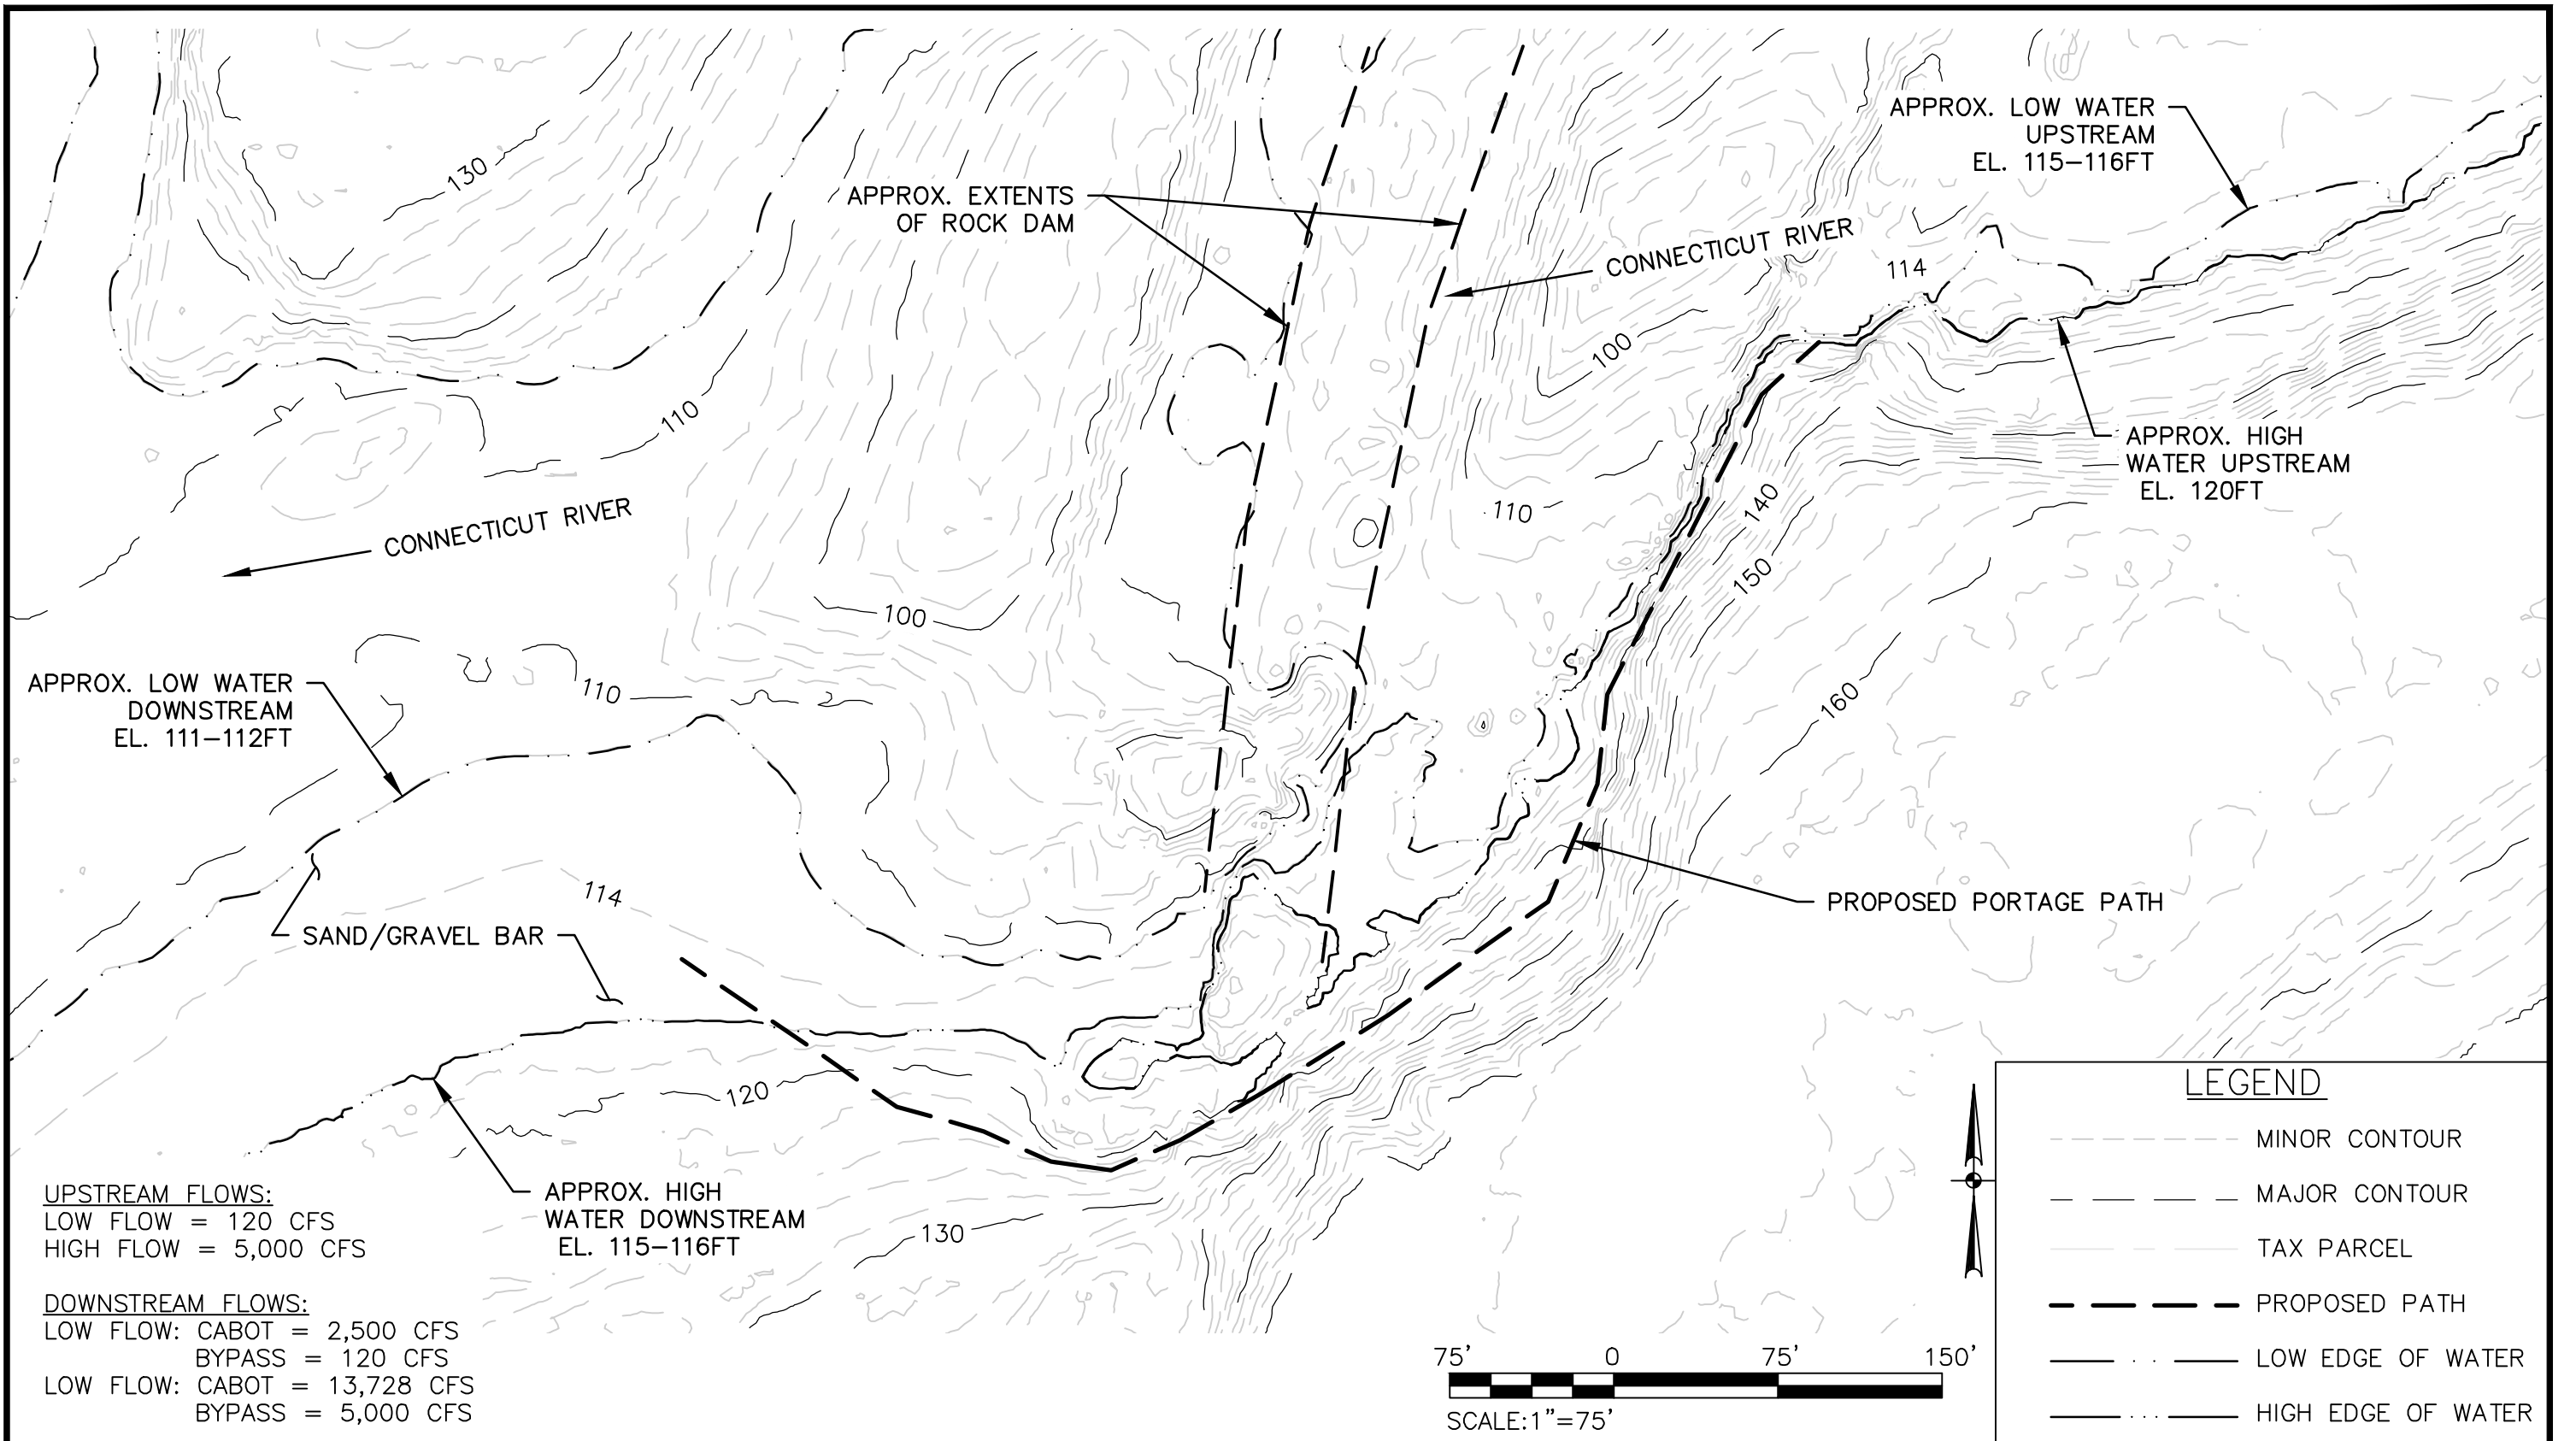 130
APPROX. EXTENTS
OF ROCK DAM
APPROX. LOW WATER
UPSTREAM
EL. 115-116FT
CONNECTICUT RIVER
114
100
110
APPROX. HIGH
WATER UPSTREAM
EL. 120FT
CONNECTICUT RIVER
110
140
150
100
160
APPROX. LOW WATER
DOWNSTREAM
EL. 111-112FT
110
114
SAND/GRAVEL BAR
PROPOSED PORTAGE PATH
120
APPROX. HIGH
WATER DOWNSTREAM
EL. 115-116FT
130
UPSTREAM FLOWS:
LOW FLOW = 120 CFS
HIGH FLOW = 5,000 CFS
DOWNSTREAM FLOWS:
LOW FLOW: CABOT = 2,500 CFS
BYPASS = 120 CFS
LOW FLOW: CABOT = 13,728 CFS
BYPASS = 5,000 CFS
75' 0 75' 150'
SCALE:1"=75'
LEGEND
MINOR CONTOUR
MAJOR CONTOUR
TAX PARCEL
PROPOSED PATH
LOW EDGE OF WATER
HIGH EDGE OF WATER